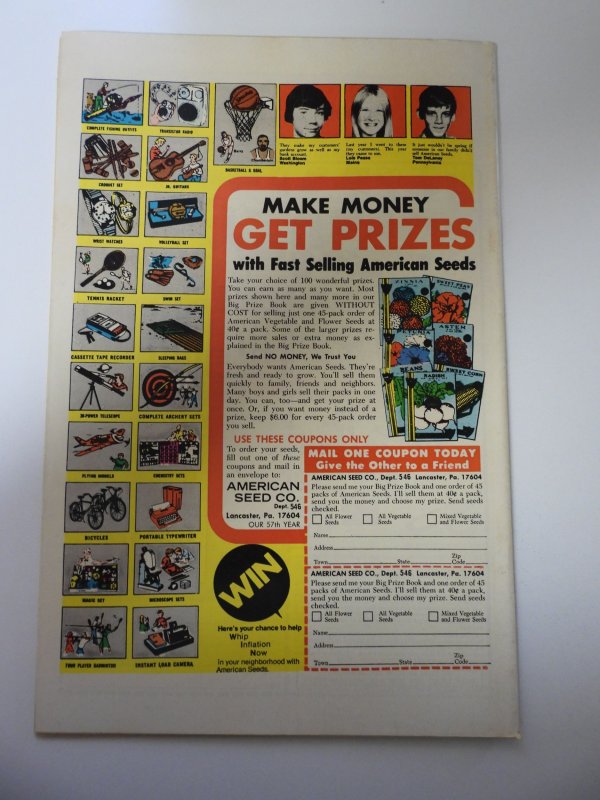 COMPLETE FISHING OUTFITS
TRANSISTOR RADIO
CROQUET SET
JR. GUITARS
WRIST WATCHES
VOLLEYBALL SET
TENNIS RACKET
SWIM SET
CASSETTE TAPE RECORDER
SLEEPING BAGS
30-POWER TELESCOPE
COMPLETE ARCHERY SETS
FLYING MODELS
CHEMISTRY SETS
BICYCLES
PORTABLE TYPEWRITER
MAGIC SET
MICROSCOPE SETS
FOUR PLAYER BADMINTON
INSTANT LOAD CAMERA
BASKETBALL & GOAL
They make my customers'
gardens grow as well as my
bank account.
Scott Bloom
Washington
Last year I went to them
you customers. This year
they came to me.
Lois Pease
Maine
It just wouldn't be spring if
someone in our family didn't
sell American Seeds.
Tom DeLaney
Pennsylvania
MAKE MONEY
GET PRIZES
with Fast Selling American Seeds
Take your choice of 100 wonderful prizes.
You can earn as many as you want. Most
prizes shown here and many more in our
Big Prize Book are given WITHOUT
COST for selling just one 45-pack order of
American Vegetable and Flower Seeds at
40¢ a pack. Some of the larger prizes re-
quire more sales or extra money as ex-
plained in the Big Prize Book.
Send NO MONEY, We Trust You
Everybody wants American Seeds. They're
fresh and ready to grow. You'll sell them
quickly to family, friends and neighbors.
Many boys and girls sell their packs in one
day. You can, too—and get your prize at
once. Or, if you want money instead of a
prize, keep $6.00 for every 45-pack order
you sell.
ZINNIA
SWEET PEAS
PETUNIA
ASTER
BEANS
RADISH
SWEET CORN
USE THESE COUPONS ONLY
To order your seeds,
fill out one of these
coupons and mail in
an envelope to:
AMERICAN
SEED CO.
Dept. 546
Lancaster, Pa. 17604
OUR 57th YEAR
WIN
Here's your chance to help
Whip
Inflation
Now
in your neighborhood with
American Seeds.
MAIL ONE COUPON TODAY
Give the Other to a Friend
AMERICAN SEED CO., Dept. 546 Lancaster, Pa. 17604
Please send me your Big Prize Book and one order of 45
packs of American Seeds. I'll sell them at 40¢ a pack,
send you the money and choose my prize. Send seeds
checked.
All Flower Seeds
All Vegetable Seeds
Mixed Vegetable and Flower Seeds
Name
Address
Town State Zip Code
AMERICAN SEED CO., Dept. 546 Lancaster, Pa. 17604
Please send me your Big Prize Book and one order of 45
packs of American Seeds. I'll sell them at 40¢ a pack,
send you the money and choose my prize. Send seeds
checked.
All Flower Seeds
All Vegetable Seeds
Mixed Vegetable and Flower Seeds
Name
Address
Town State Zip Code